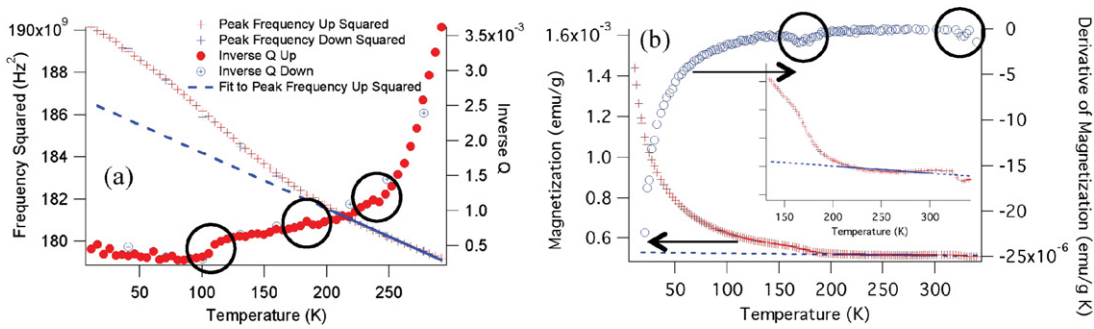 190x10⁹
188
186
184
182
180
Frequency Squared (Hz²)
Peak Frequency Up Squared
Peak Frequency Down Squared
Inverse Q Up
Inverse Q Down
Fit to Peak Frequency Up Squared
(a)
3.5x10⁻³
3.0
2.5
2.0
1.5
1.0
0.5
Inverse Q
50 100 150 200 250
Temperature (K)
(b)
1.6x10⁻³
1.4
1.2
1.0
0.8
0.6
Magnetization (emu/g)
150 200 250 300
Temperature (K)
0
-5
-10
-15
-20
-25x10⁻⁶
Derivative of Magnetization (emu/g K)
50 100 150 200 250 300
Temperature (K)